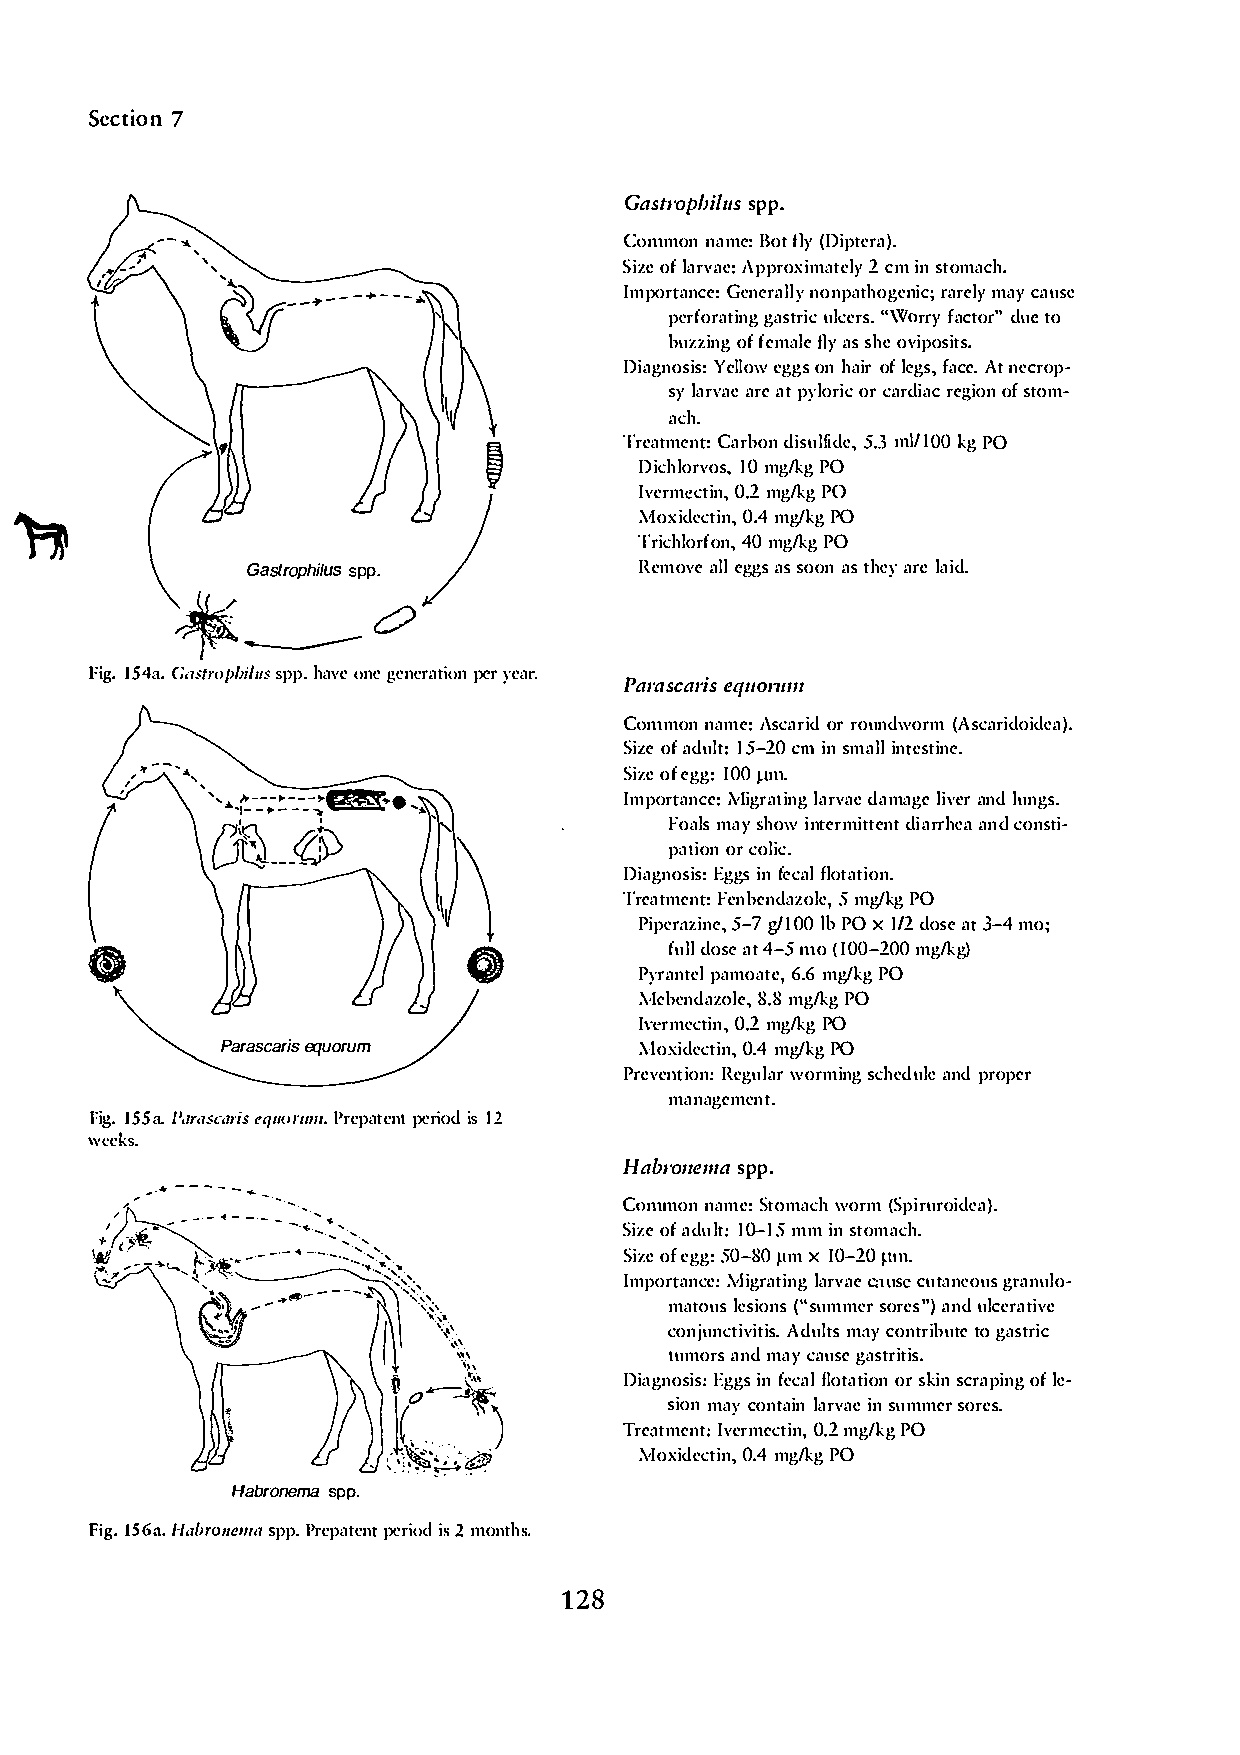 Section 7
Gastrophilus spp.
Fig. 154a. Gastrophilus spp. have one generation per year.
Parascaris equorum
Fig. 155a. Parascaris equorum. Prepatent period is 12
weeks.
Habronema spp.
Fig. 156a. Habronema spp. Prepatent period is 2 months.
Gastrophilus spp.
Common name: Bot fly (Diptera).
Size of larvae: Approximately 2 cm in stomach.
Importance: Generally nonpathogenic; rarely may cause
perforating gastric ulcers. “Worry factor” due to
buzzing of female fly as she oviposits.
Diagnosis: Yellow eggs on hair of legs, face. At necrop-
sy larvae are at pyloric or cardiac region of stom-
ach.
Treatment: Carbon disulfide, 5.3 ml/100 kg PO
Dichlorvos, 10 mg/kg PO
Ivermectin, 0.2 mg/kg PO
Moxidectin, 0.4 mg/kg PO
Trichlorfon, 40 mg/kg PO
Remove all eggs as soon as they are laid.
Parascaris equorum
Common name: Ascarid or roundworm (Ascaridoidea).
Size of adult: 15–20 cm in small intestine.
Size of egg: 100 µm.
Importance: Migrating larvae damage liver and lungs.
Foals may show intermittent diarrhea and consti-
pation or colic.
Diagnosis: Eggs in fecal flotation.
Treatment: Fenbendazole, 5 mg/kg PO
Piperazine, 5–7 g/100 lb PO × 1/2 dose at 3–4 mo;
full dose at 4–5 mo (100–200 mg/kg)
Pyrantel pamoate, 6.6 mg/kg PO
Mebendazole, 8.8 mg/kg PO
Ivermectin, 0.2 mg/kg PO
Moxidectin, 0.4 mg/kg PO
Prevention: Regular worming schedule and proper
management.
Habronema spp.
Common name: Stomach worm (Spiruroidea).
Size of adult: 10–15 mm in stomach.
Size of egg: 50–80 µm × 10–20 µm.
Importance: Migrating larvae cause cutaneous granulo-
matous lesions (“summer sores”) and ulcerative
conjunctivitis. Adults may contribute to gastric
tumors and may cause gastritis.
Diagnosis: Eggs in fecal flotation or skin scraping of le-
sion may contain larvae in summer sores.
Treatment: Ivermectin, 0.2 mg/kg PO
Moxidectin, 0.4 mg/kg PO
128